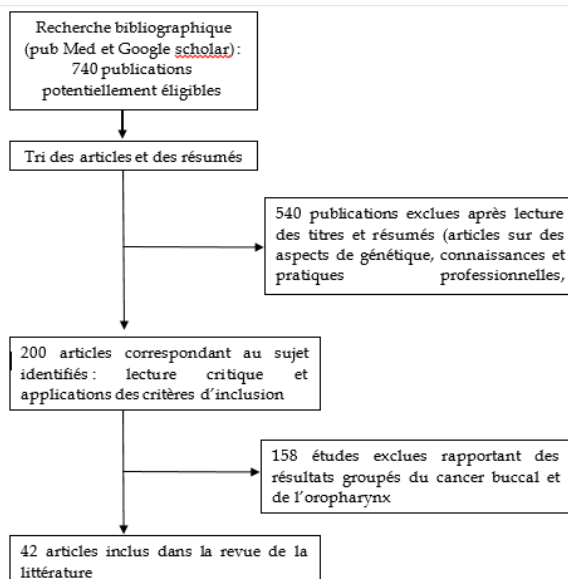 Recherche bibliographique
(pub Med et Google scholar) :
740 publications
potentiellement éligibles
Tri des articles et des résumés
540 publications exclues après lecture
des titres et résumés (articles sur des
aspects de génétique, connaissances et
pratiques professionnelles,
200 articles correspondant au sujet
identifiés : lecture critique et
applications des critères d'inclusion
158 études exclues rapportant des
résultats groupés du cancer buccal et
de l'oropharynx
42 articles inclus dans la revue de la
littérature